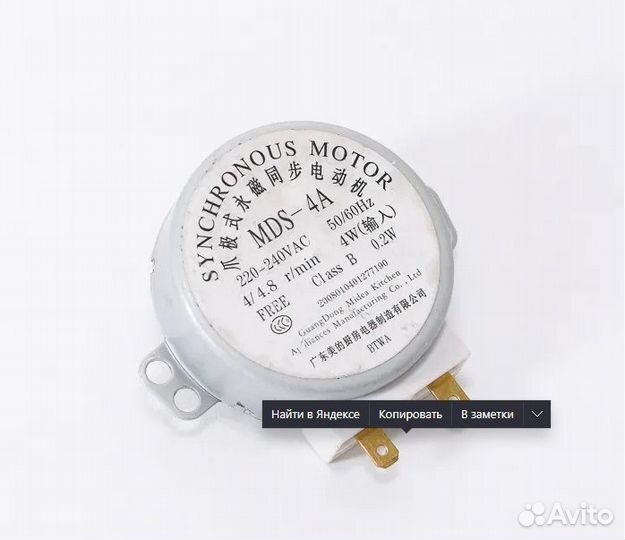 SYNCHRONOUS MOTOR
爪极式永磁同步电动机
MDS-4A
220-240VAC 50/60Hz
4/4.8 r/min 4W(输入)
FREE Class B 0.2W
2008010401277190
GuangDong Midea Kitchen
Appliances Manufacturing Co., Ltd
广东美的厨房电器制造有限公司
BTWA
Найти в Яндексе Копировать В заметки
Avito